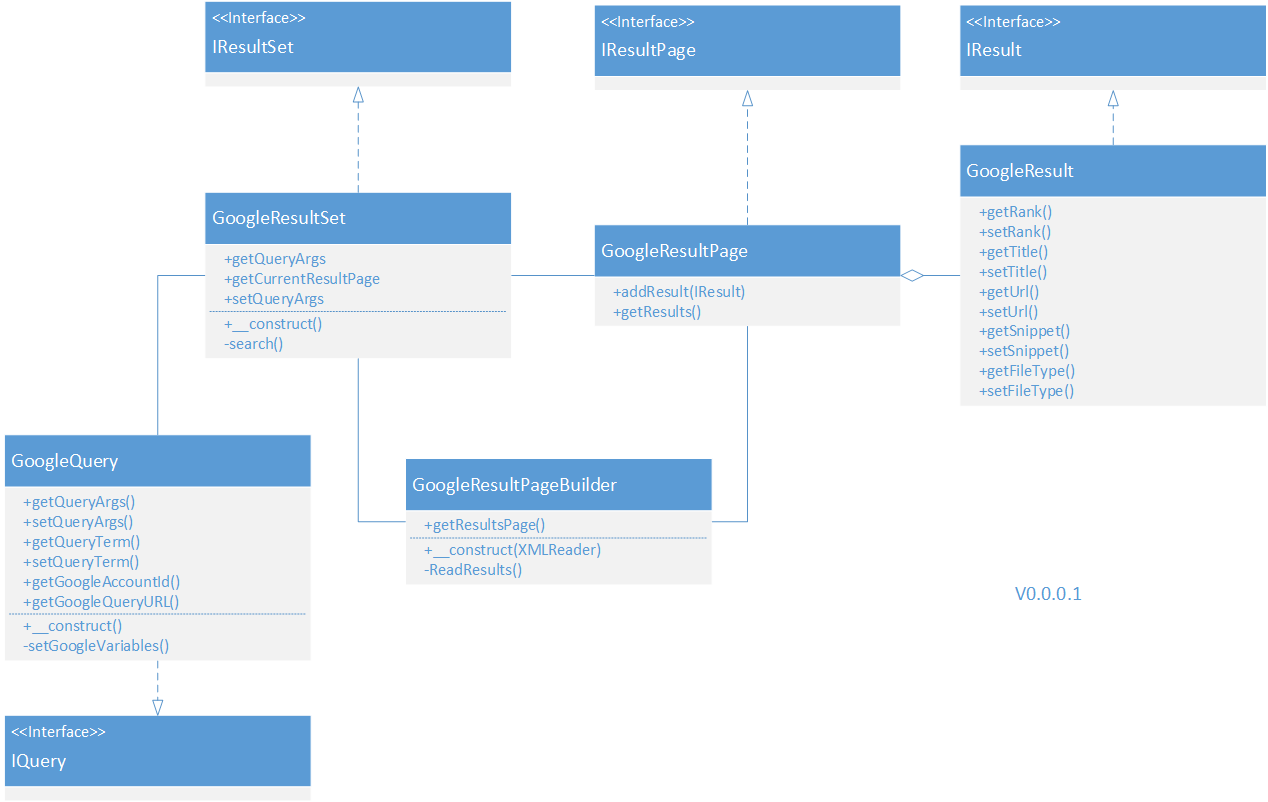 <<Interface>>
IResultSet
<<Interface>>
IResultPage
<<Interface>>
IResult
GoogleResultSet
+getQueryArgs
+getCurrentResultPage
+setQueryArgs
+__construct()
-search()
GoogleResultPage
+addResult(IResult)
+getResults()
GoogleResult
+getRank()
+setRank()
+getTitle()
+setTitle()
+getUrl()
+setUrl()
+getSnippet()
+setSnippet()
+getFileType()
+setFileType()
GoogleQuery
+getQueryArgs()
+setQueryArgs()
+getQueryTerm()
+setQueryTerm()
+getGoogleAccountId()
+getGoogleQueryURL()
+__construct()
-setGoogleVariables()
GoogleResultPageBuilder
+getResultsPage()
+__construct(XMLReader)
-ReadResults()
V0.0.0.1
<<Interface>>
IQuery